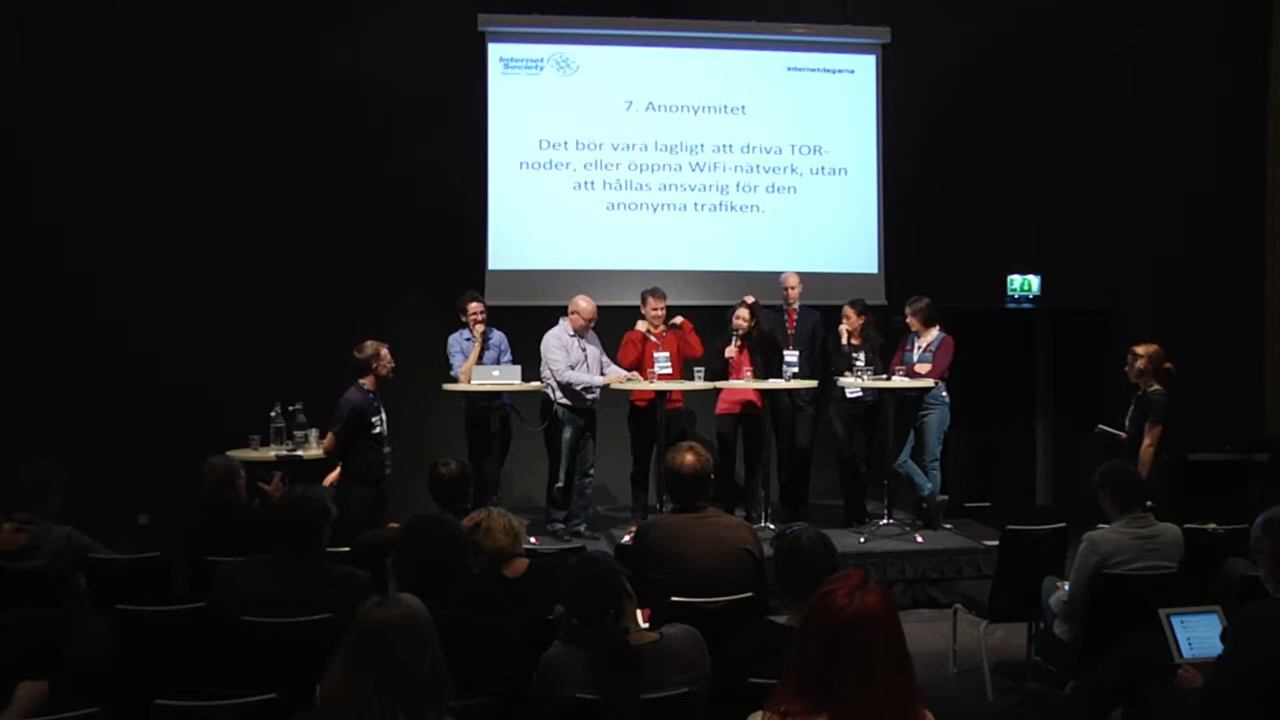 Internet
Society
internetdagarna
7. Anonymitet
Det bör vara lagligt att driva TOR-
noder, eller öppna WiFi-nätverk, utan
att hållas ansvarig för den
anonyma trafiken.